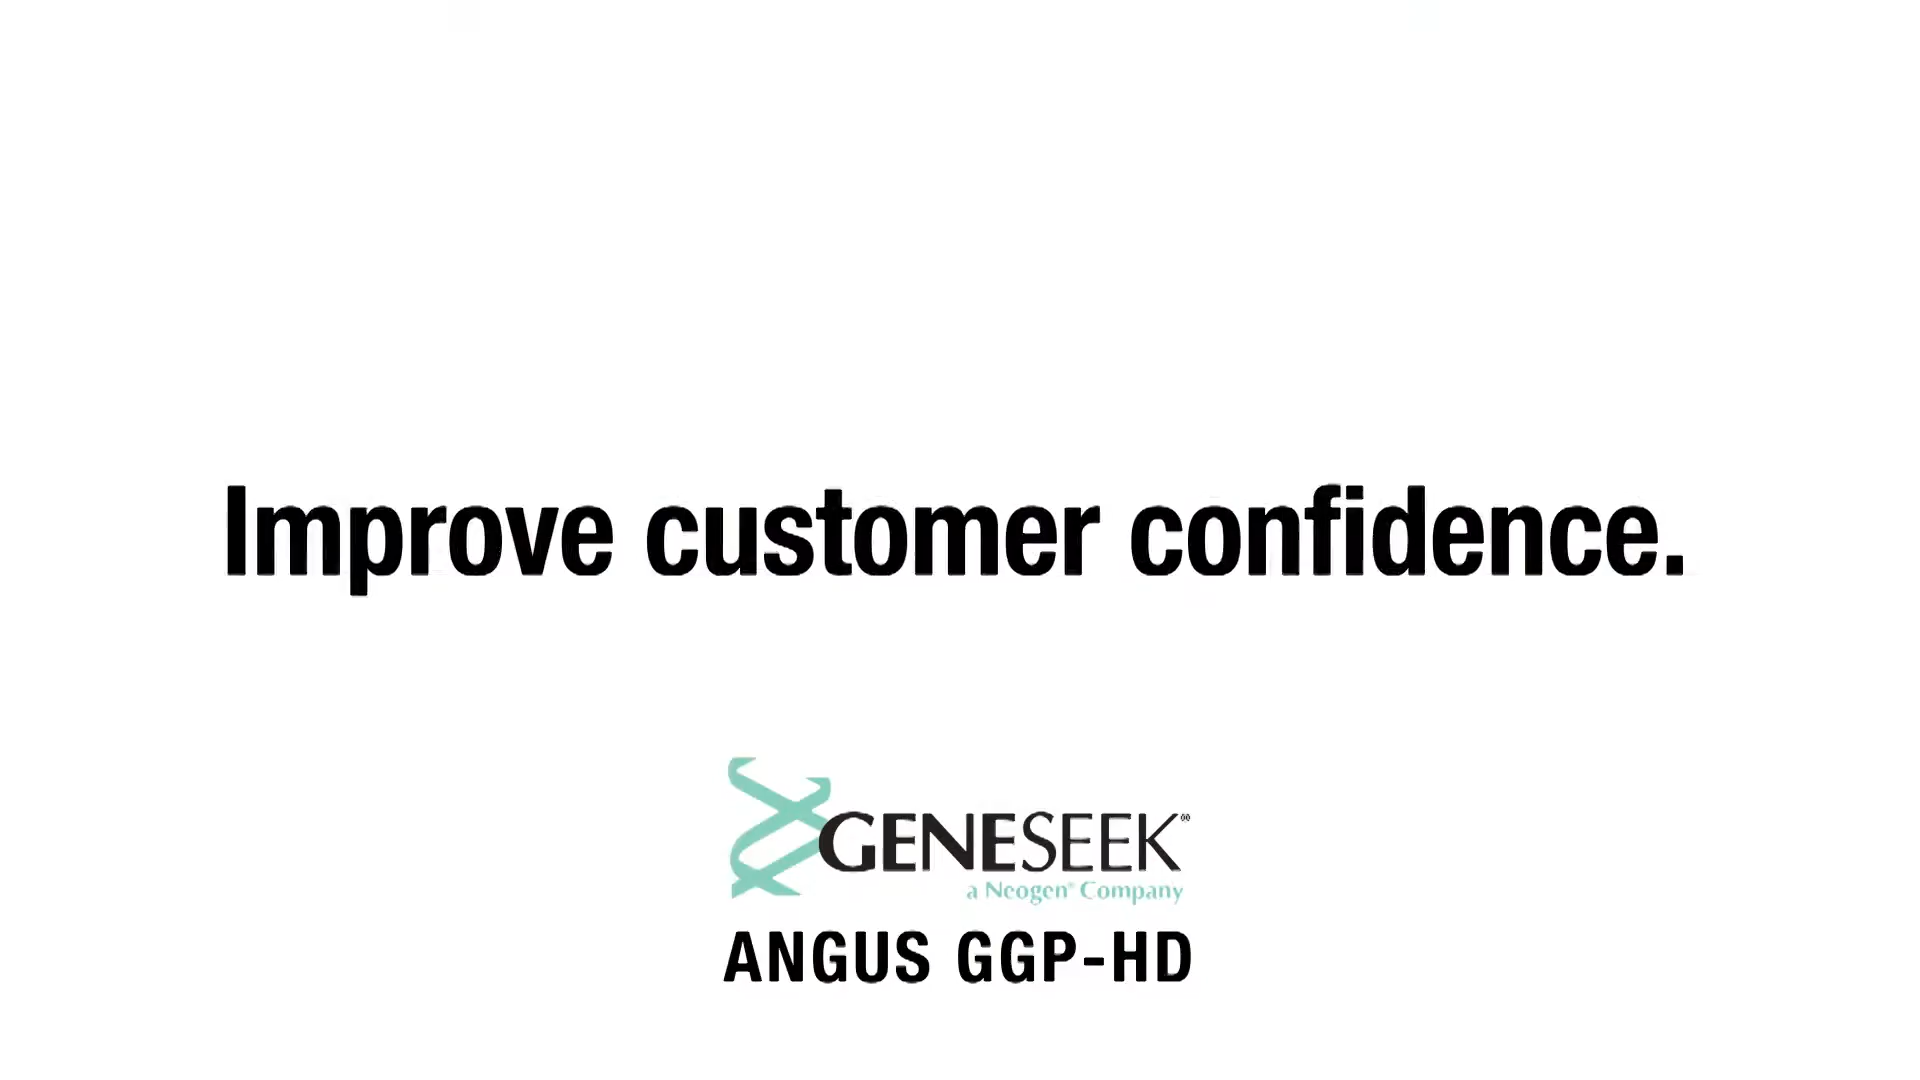 Improve customer confidence.
GENESEEK
a Neogen® Company
ANGUS GGP-HD